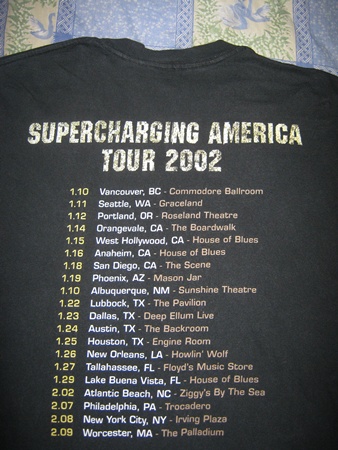 SUPERCHARGING AMERICA
TOUR 2002
1.10 Vancouver, BC - Commodore Ballroom
1.11 Seattle, WA - Graceland
1.12 Portland, OR - Roseland Theatre
1.14 Orangevale, CA - The Boardwalk
1.15 West Hollywood, CA - House of Blues
1.16 Anaheim, CA - House of Blues
1.18 San Diego, CA - The Scene
1.19 Phoenix, AZ - Mason Jar
1.10 Albuquerque, NM - Sunshine Theatre
1.22 Lubbock, TX - The Pavilion
1.23 Dallas, TX - Deep Ellum Live
1.24 Austin, TX - The Backroom
1.25 Houston, TX - Engine Room
1.26 New Orleans, LA - Howlin' Wolf
1.27 Tallahassee, FL - Floyd's Music Store
1.29 Lake Buena Vista, FL - House of Blues
2.02 Atlantic Beach, NC - Ziggy's By The Sea
2.07 Philadelphia, PA - Trocadero
2.08 New York City, NY - Irving Plaza
2.09 Worcester, MA - The Palladium